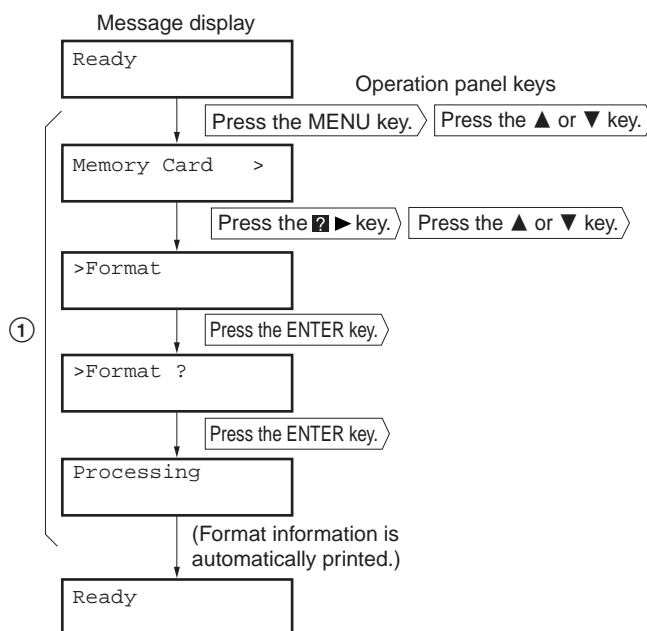 Message display
Ready
Operation panel keys
Press the MENU key.
Press the ▲ or ▼ key.
Memory Card >
Press the ? ► key.
Press the ▲ or ▼ key.
>Format
①
Press the ENTER key.
>Format ?
Press the ENTER key.
Processing
(Format information is
automatically printed.)
Ready